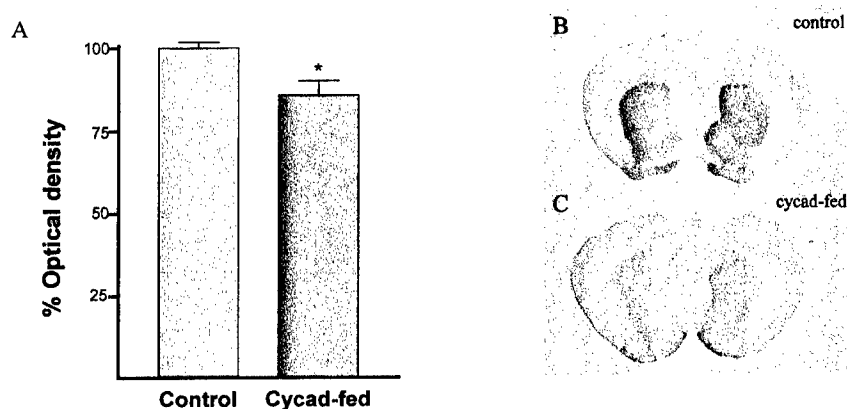 A
100
75
50
25
% Optical density
*
Control
Cycad-fed
B
control
C
cycad-fed